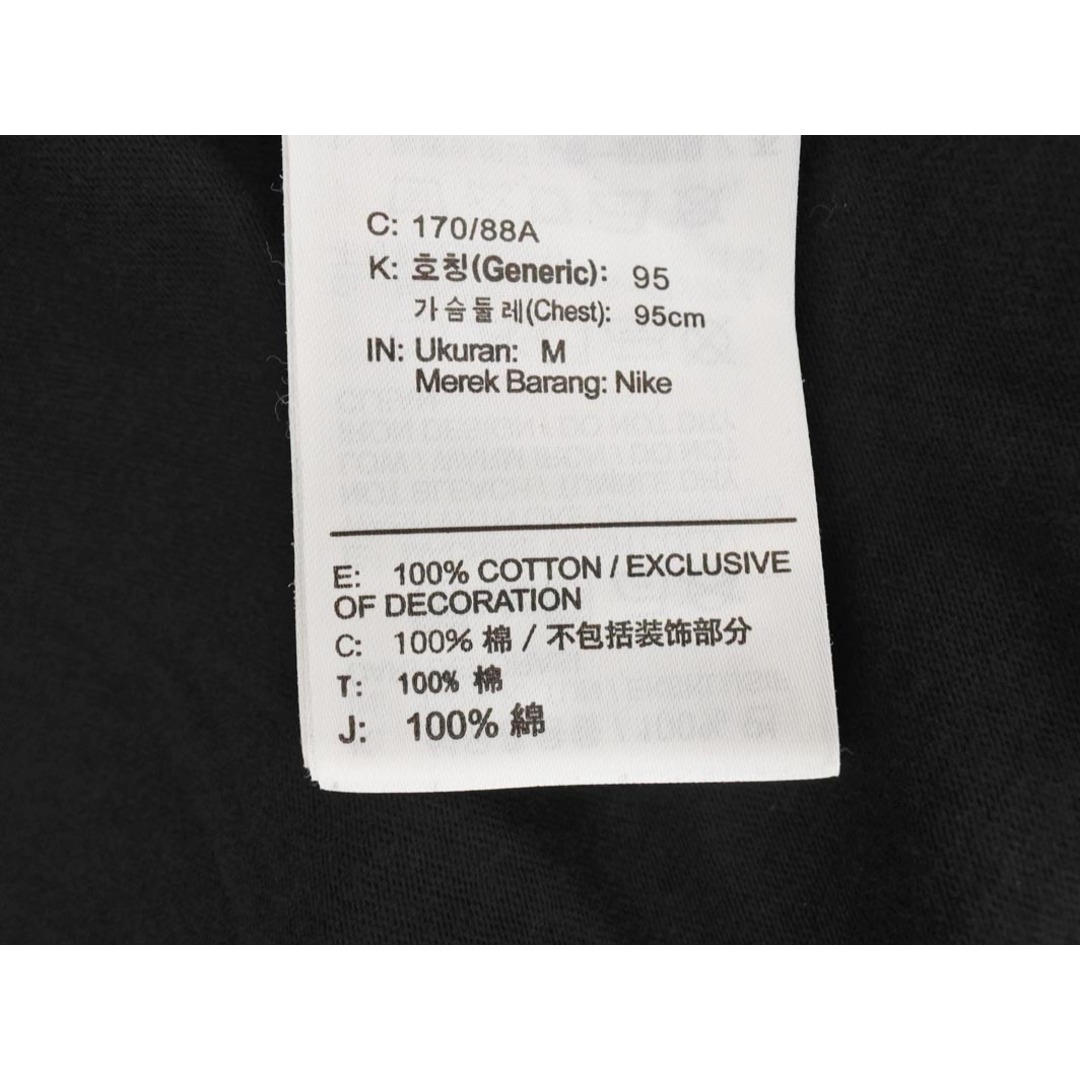 C: 170/88A
K: 호칭(Generic): 95
가슴둘레(Chest): 95cm
IN: Ukuran: M
Merek Barang: Nike
E: 100% COTTON / EXCLUSIVE
OF DECORATION
C: 100% 棉 / 不包括装饰部分
T: 100% 棉
J: 100% 綿